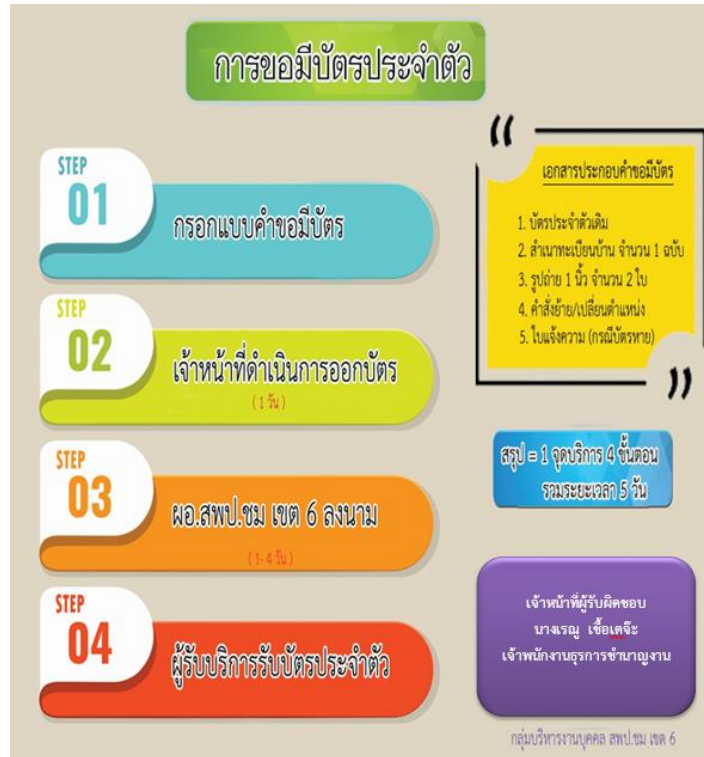 การขอมีบัตรประจำตัว
STEP
01
กรอกแบบคำขอมีบัตร
STEP
02
เจ้าหน้าที่ดำเนินการออกบัตร
(1 วัน)
STEP
03
ผอ.สพป.ชม เขต 6 ลงนาม
(1-4 วัน)
STEP
04
ผู้รับบริการรับบัตรประจำตัว
“
เอกสารประกอบคำขอมีบัตร
1. บัตรประจำตัวเดิม
2. สำเนาทะเบียนบ้าน จำนวน 1 ฉบับ
3. รูปถ่าย 1 นิ้ว จำนวน 2 ใบ
4. คำสั่งย้าย/เปลี่ยนตำแหน่ง
5. ใบแจ้งความ (กรณีบัตรหาย)
”
สรุป = 1 จุดบริการ 4 ขั้นตอน
รวมระยะเวลา 5 วัน
เจ้าหน้าที่ผู้รับผิดชอบ
นางเรณู เชื้อเตจ๊ะ
เจ้าพนักงานธุรการชำนาญงาน
กลุ่มบริหารงานบุคคล สพป.ชม เขต 6